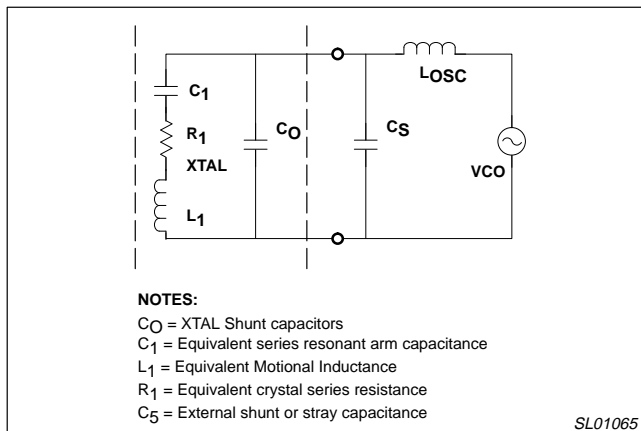 C1
R1
XTAL
L1
CO
CS
LOSC
VCO
NOTES:
CO = XTAL Shunt capacitors
C1 = Equivalent series resonant arm capacitance
L1 = Equivalent Motional Inductance
R1 = Equivalent crystal series resistance
C5 = External shunt or stray capacitance
SL01065